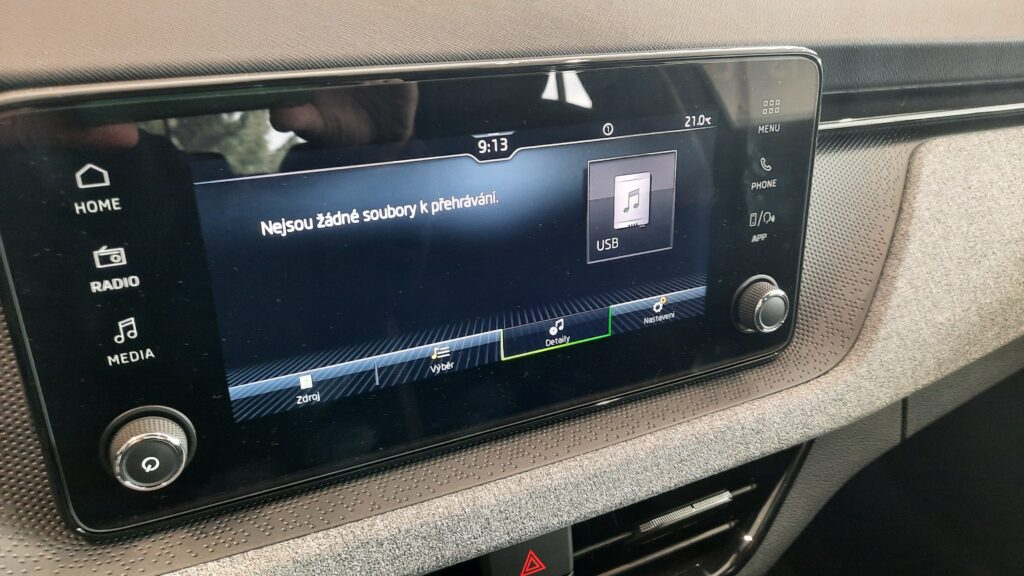 9:13
21.0°C
HOME
RADIO
MEDIA
Nejsou žádné soubory k přehrávání.
USB
Zdroj
Výběr
Detaily
Nastavení
MENU
PHONE
APP